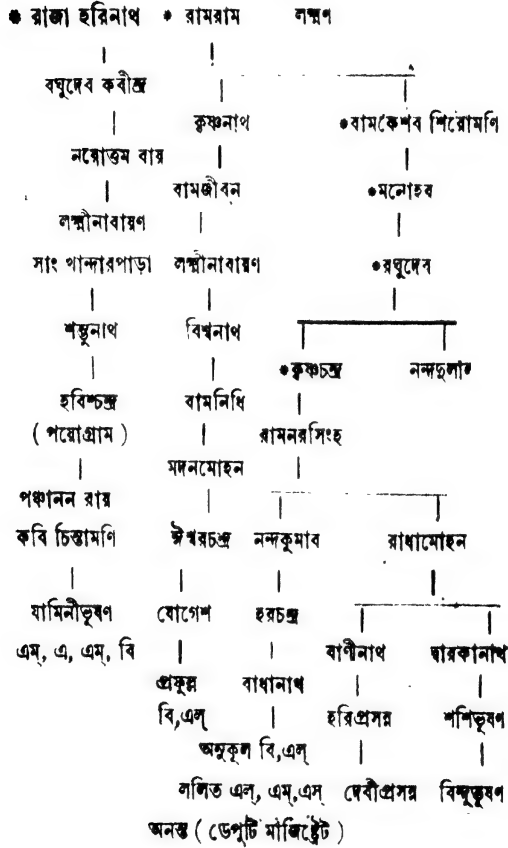 * রাজা হরিনাথ * রামরাম লক্ষ্মণ
রঘুদেব কবীন্দ্র
কৃষ্ণনাথ *রামকেশব শিরোমণি
নরোত্তম রায়
রামজীবন *মনোহর
লক্ষ্মীনারায়ণ
সাং খান্দারপাড়া লক্ষ্মীনারায়ণ *রঘুদেব
শম্ভুনাথ বিশ্বনাথ
*কৃষ্ণচন্দ্র নন্দদুলাল
হরিশ্চন্দ্র রামনিধি
( পয়োগ্রাম ) রামনরসিংহ
মদনমোহন
পঞ্চানন রায়
কবি চিন্তামণি ঈশ্বরচন্দ্র নন্দকুমার রাধামোহন
যামিনীভূষণ যোগেশ হরচন্দ্র
এম্, এ, এম্, বি বাণীনাথ দ্বারকানাথ
প্রফুল্ল রাধানাথ
বি,এল্ হরিপ্রসন্ন শশিভূষণ
অনুকূল বি,এল্
ললিত এল্, এম্,এস্ দেবীপ্রসন্ন বিন্দুভূষণ
অনন্ত ( ডেপুটি মাজিষ্ট্রেট )